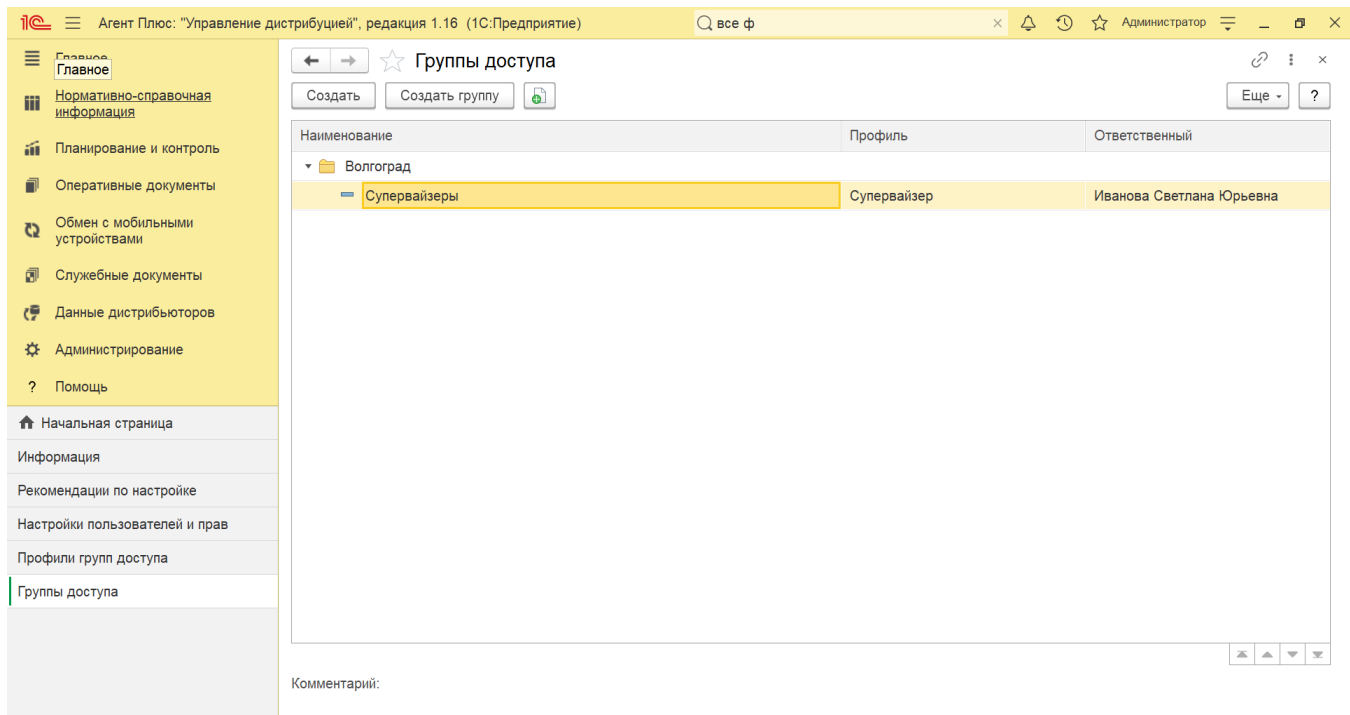 1С Агент Плюс: "Управление дистрибуцией", редакция 1.16 (1С:Предприятие) все ф Администратор
Главное
Главное
Нормативно-справочная
информация
Планирование и контроль
Оперативные документы
Обмен с мобильными
устройствами
Служебные документы
Данные дистрибьюторов
Администрирование
? Помощь
Начальная страница
Информация
Рекомендации по настройке
Настройки пользователей и прав
Профили групп доступа
Группы доступа
Группы доступа
Создать Создать группу Еще ?
Наименование Профиль Ответственный
Волгоград
Супервайзеры Супервайзер Иванова Светлана Юрьевна
Комментарий: